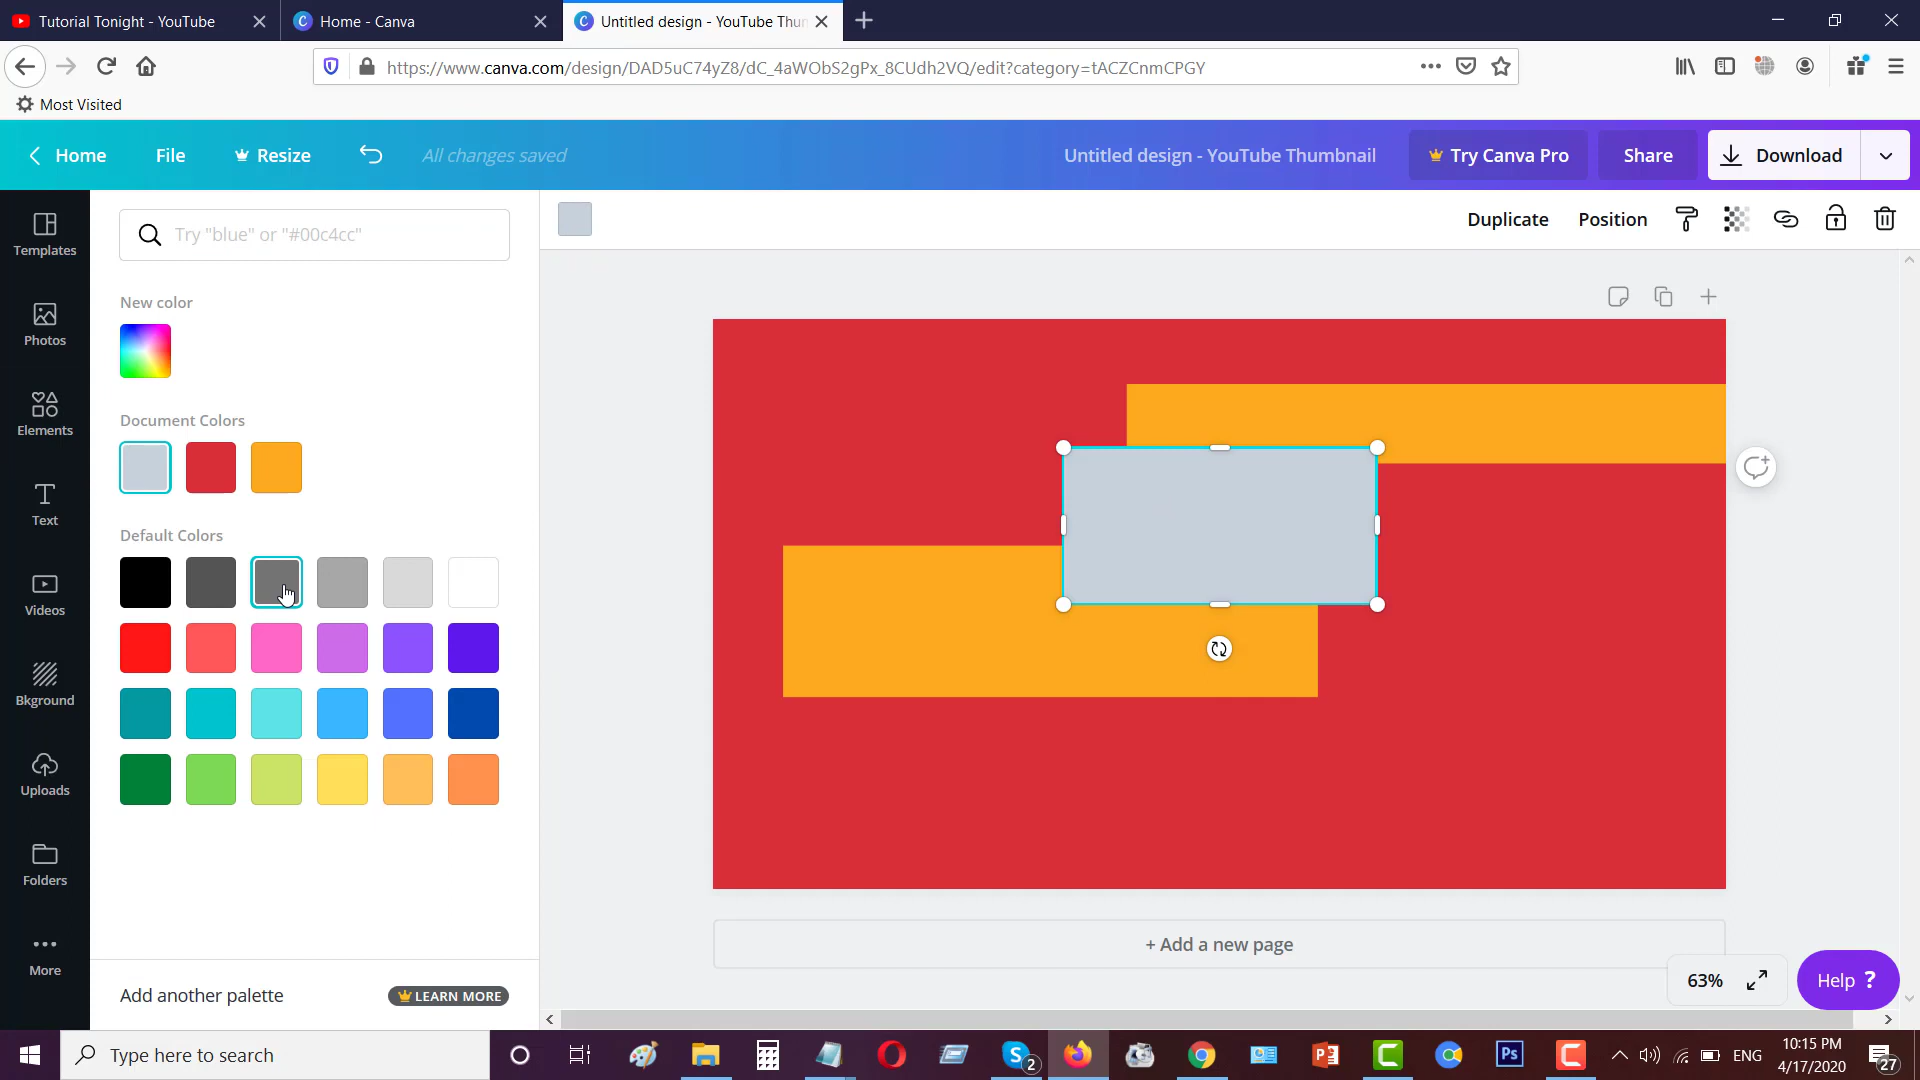 Tutorial Tonight - YouTube
Home - Canva
Untitled design - YouTube Thu
https://www.canva.com/design/DAD5uC74yZ8/dC_4aWObS2gPx_8CUdh2VQ/edit?category=tACZCnmCPGY
Most Visited
Home
File
Resize
All changes saved
Untitled design - YouTube Thumbnail
Try Canva Pro
Share
Download
Templates
Photos
Elements
Text
Videos
Bkground
Uploads
Folders
More
Try "blue" or "#00c4cc"
New color
Document Colors
Default Colors
Add another palette
LEARN MORE
Duplicate
Position
+ Add a new page
63%
Help ?
Type here to search
2
Ps
ENG
10:15 PM
4/17/2020
27